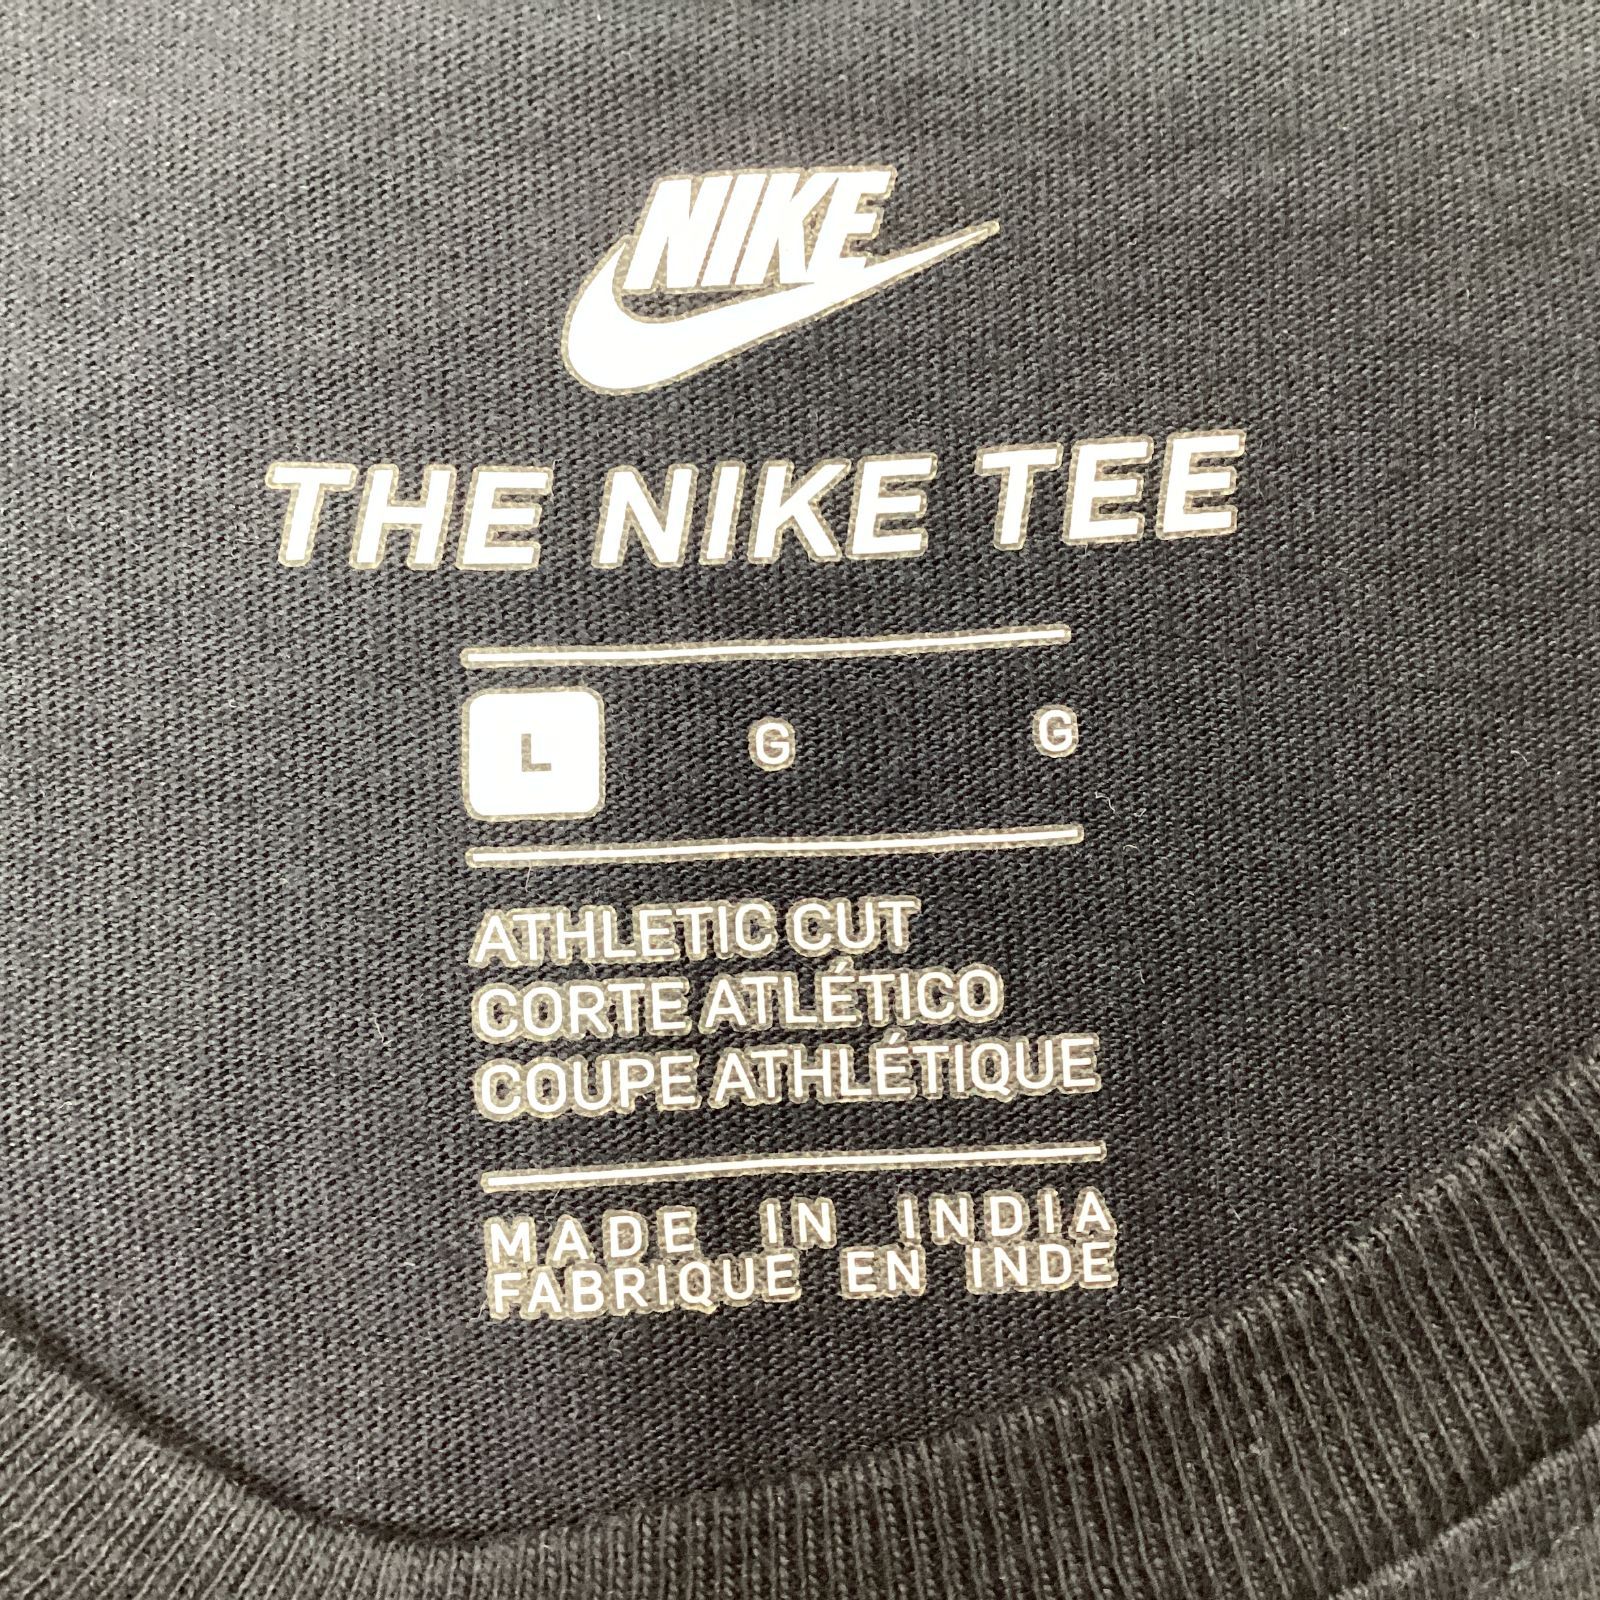 NIKE
THE NIKE TEE
L G G
ATHLETIC CUT
CORTE ATLÉTICO
COUPE ATHLÉTIQUE
MADE IN INDIA
FABRIQUE EN INDE